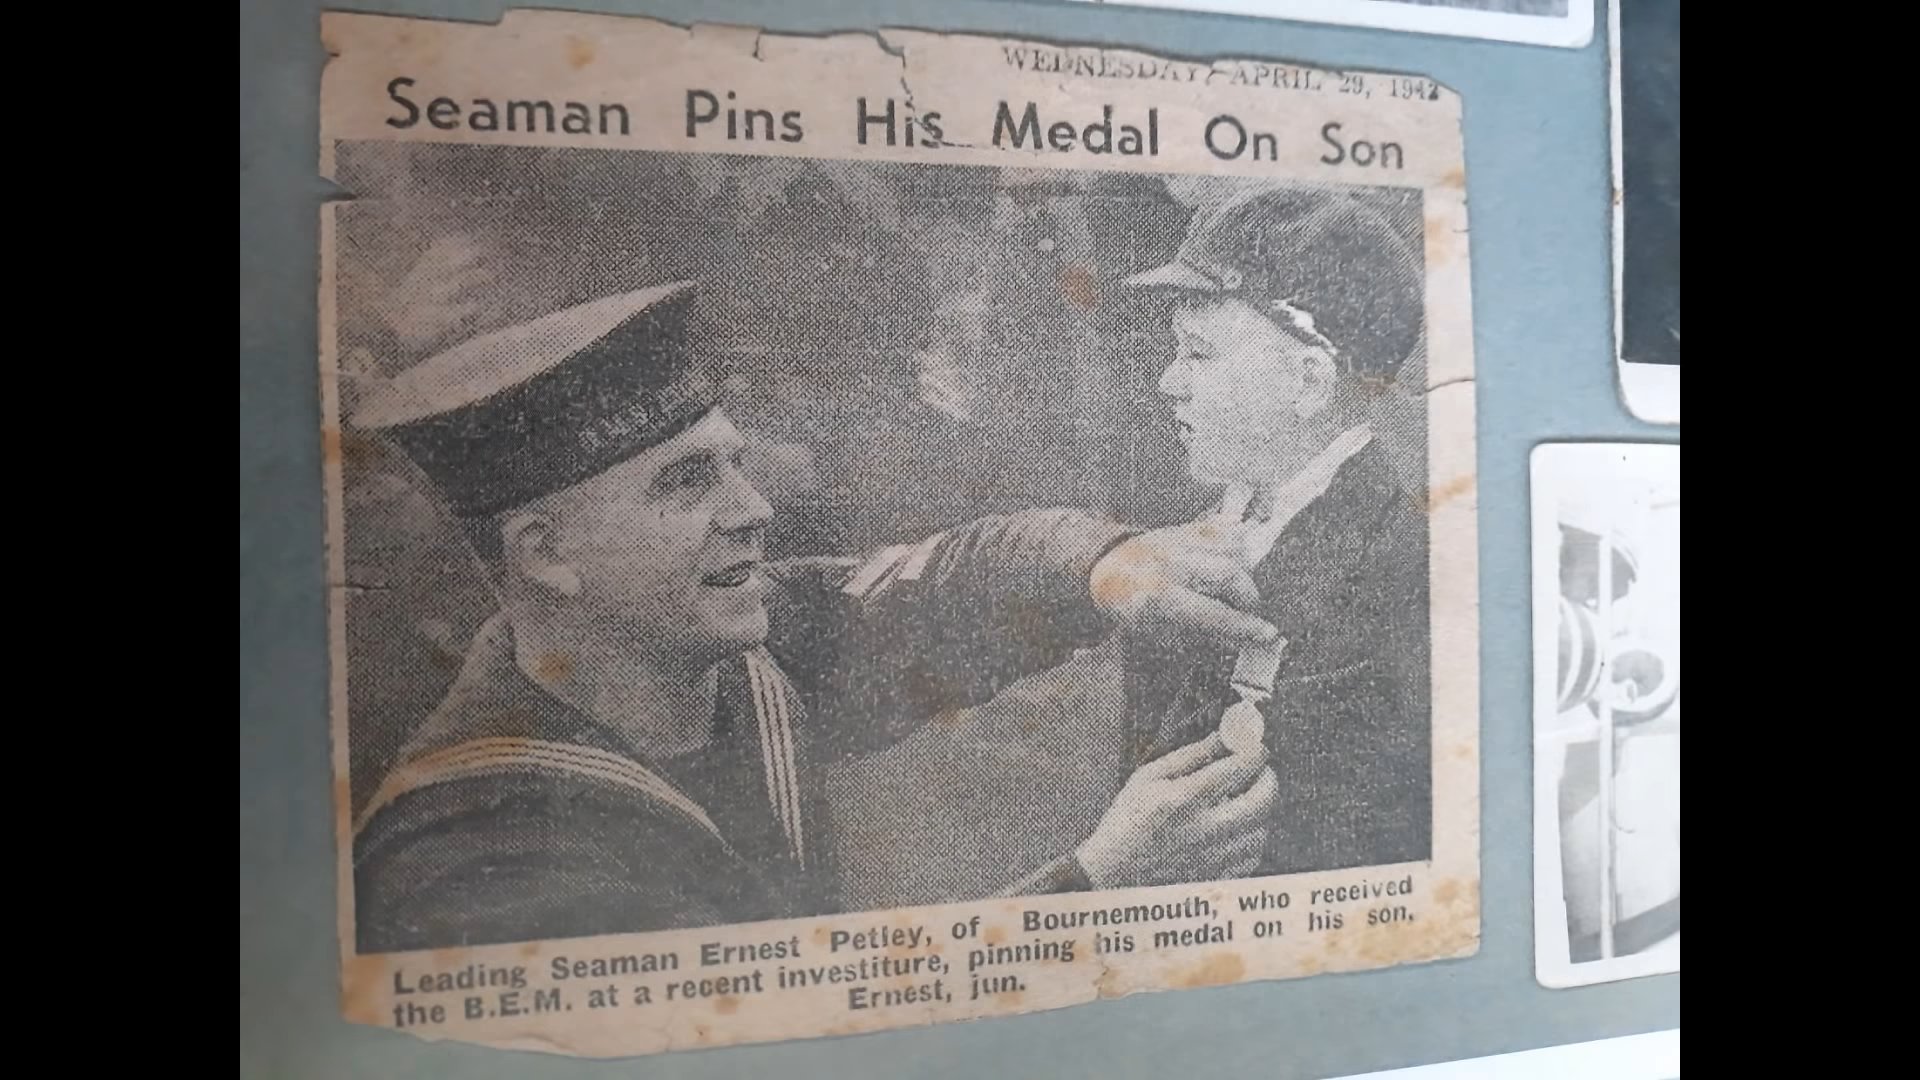 WEDNESDAY, APRIL 29, 1942
Seaman Pins His Medal On Son
Leading Seaman Ernest Petley, of Bournemouth, who received
the B.E.M. at a recent investiture, pinning his medal on his son,
Ernest, jun.